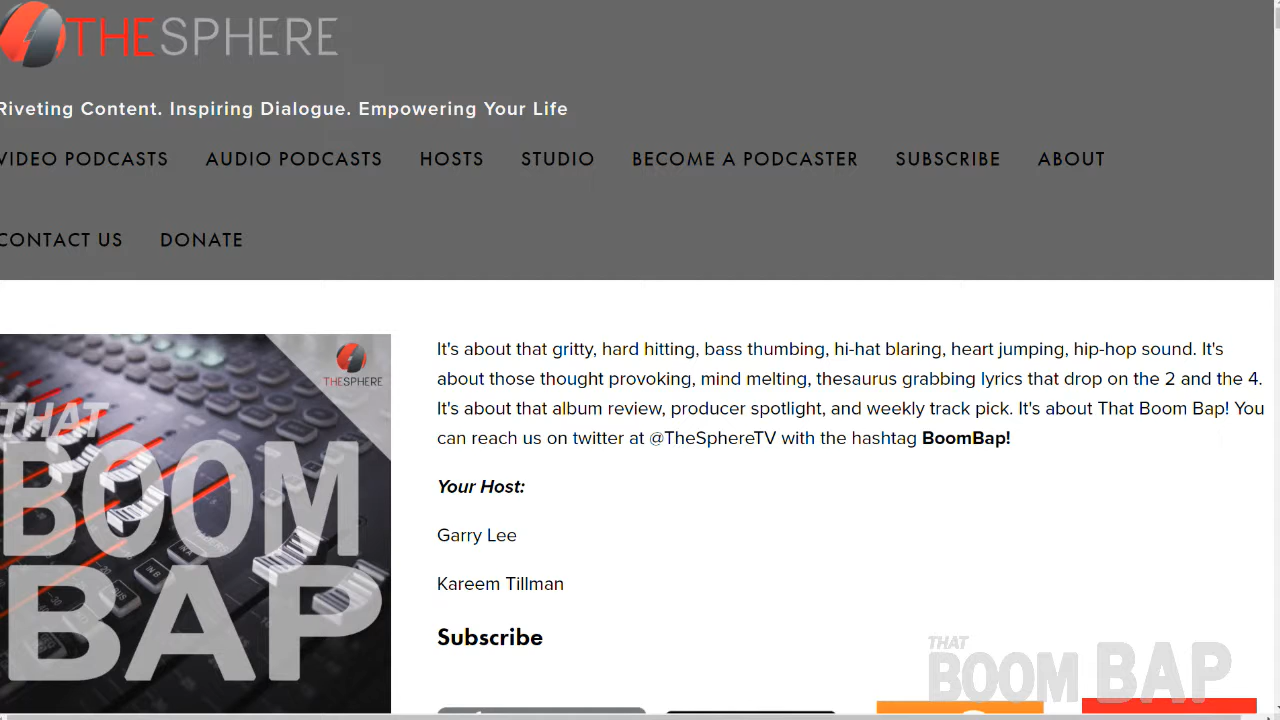 THESPHERE
Riveting Content. Inspiring Dialogue. Empowering Your Life
VIDEO PODCASTS AUDIO PODCASTS HOSTS STUDIO BECOME A PODCASTER SUBSCRIBE ABOUT
CONTACT US DONATE
THESPHERE
THAT
BOOM
BAP
It's about that gritty, hard hitting, bass thumbing, hi-hat blaring, heart jumping, hip-hop sound. It's
about those thought provoking, mind melting, thesaurus grabbing lyrics that drop on the 2 and the 4.
It's about that album review, producer spotlight, and weekly track pick. It's about That Boom Bap! You
can reach us on twitter at @TheSphereTV with the hashtag BoomBap!
Your Host:
Garry Lee
Kareem Tillman
Subscribe
THAT
BOOM BAP